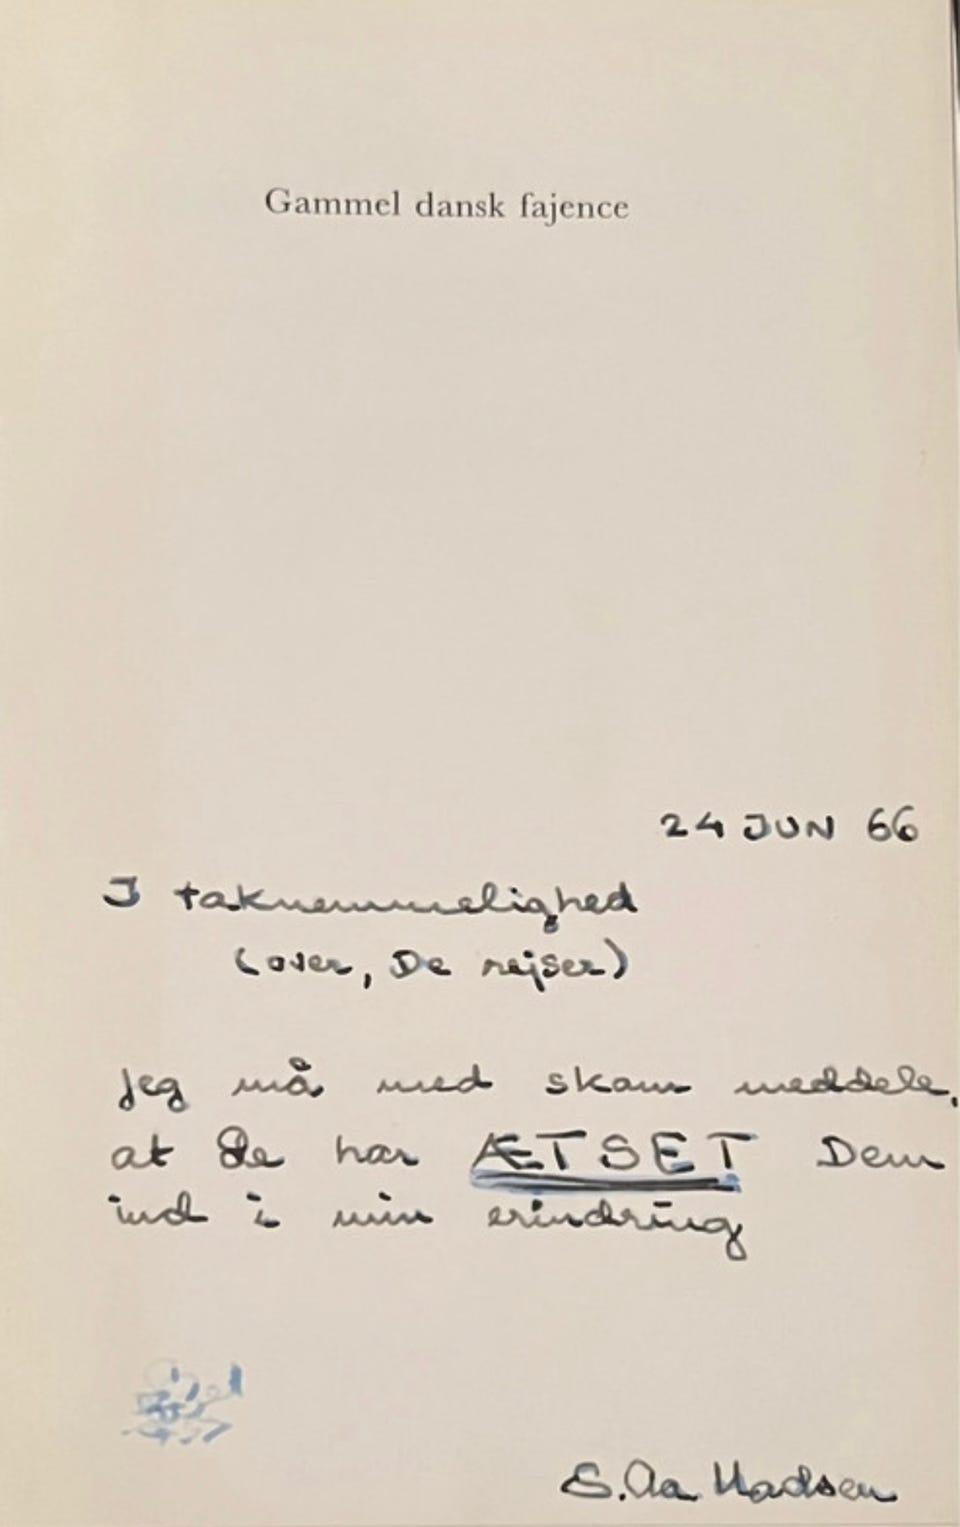 Gammel dansk fajence
24 JUN 66
I taknemmelighed
(over, De rejser)
Jeg må med skam meddele,
at De har ÆTSET Dem
ind i min erindring
S. Aa Madsen